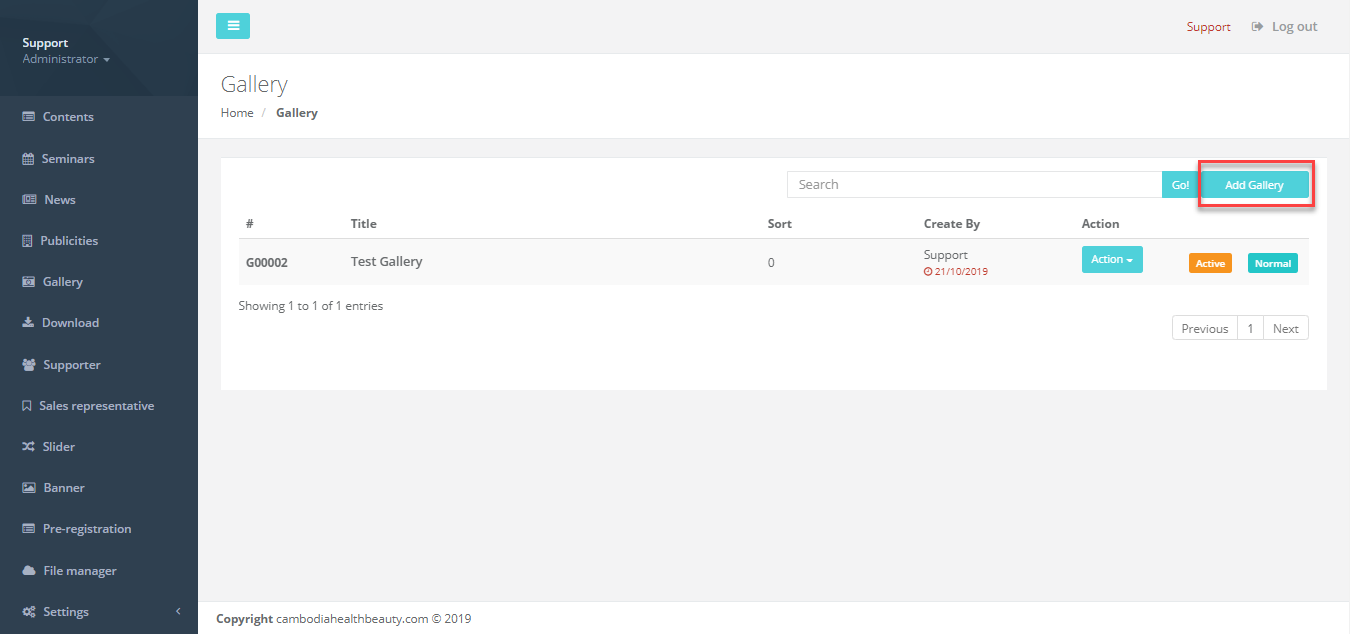 Support
Administrator
Contents
Seminars
News
Publicities
Gallery
Download
Supporter
Sales representative
Slider
Banner
Pre-registration
File manager
Settings
Support Log out
Gallery
Home / Gallery
Search Go! Add Gallery
# Title Sort Create By Action
G00002 Test Gallery 0 Support Action Active Normal
21/10/2019
Showing 1 to 1 of 1 entries
Previous 1 Next
Copyright cambodiahealthbeauty.com © 2019